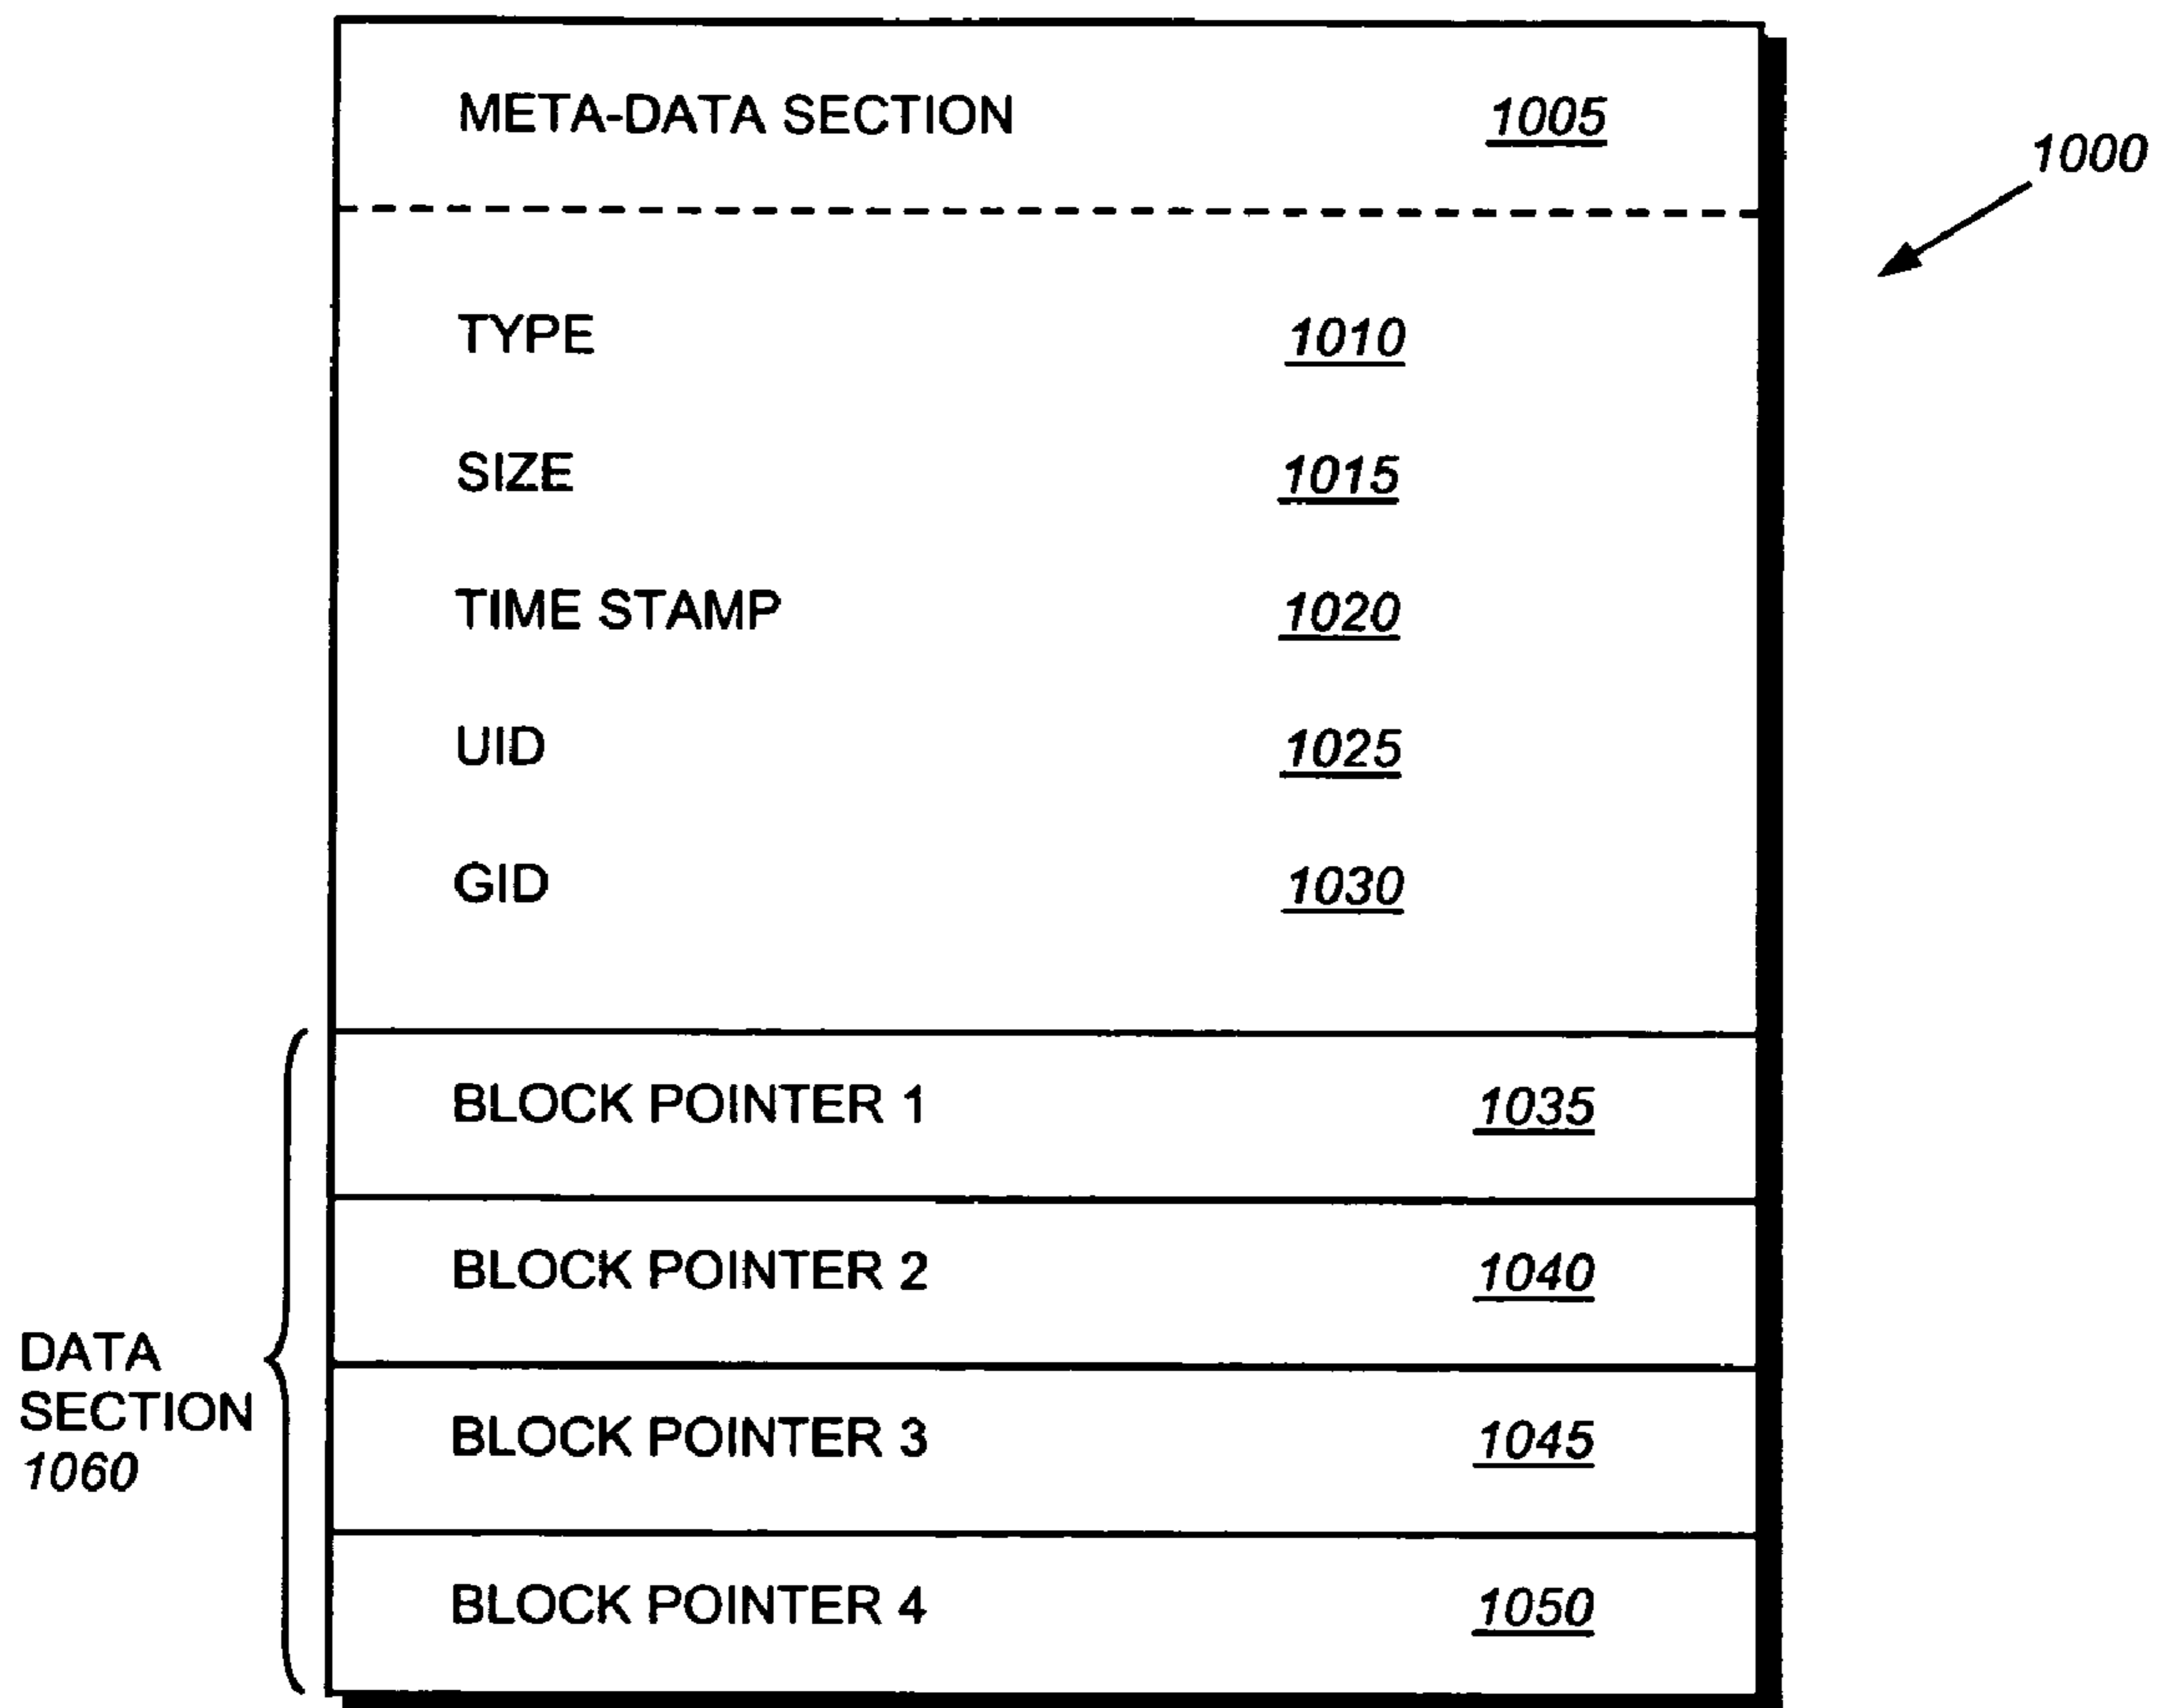 META-DATA SECTION 1005
1000
TYPE 1010
SIZE 1015
TIME STAMP 1020
UID 1025
GID 1030
BLOCK POINTER 1 1035
BLOCK POINTER 2 1040
DATA
SECTION
1060
BLOCK POINTER 3 1045
BLOCK POINTER 4 1050